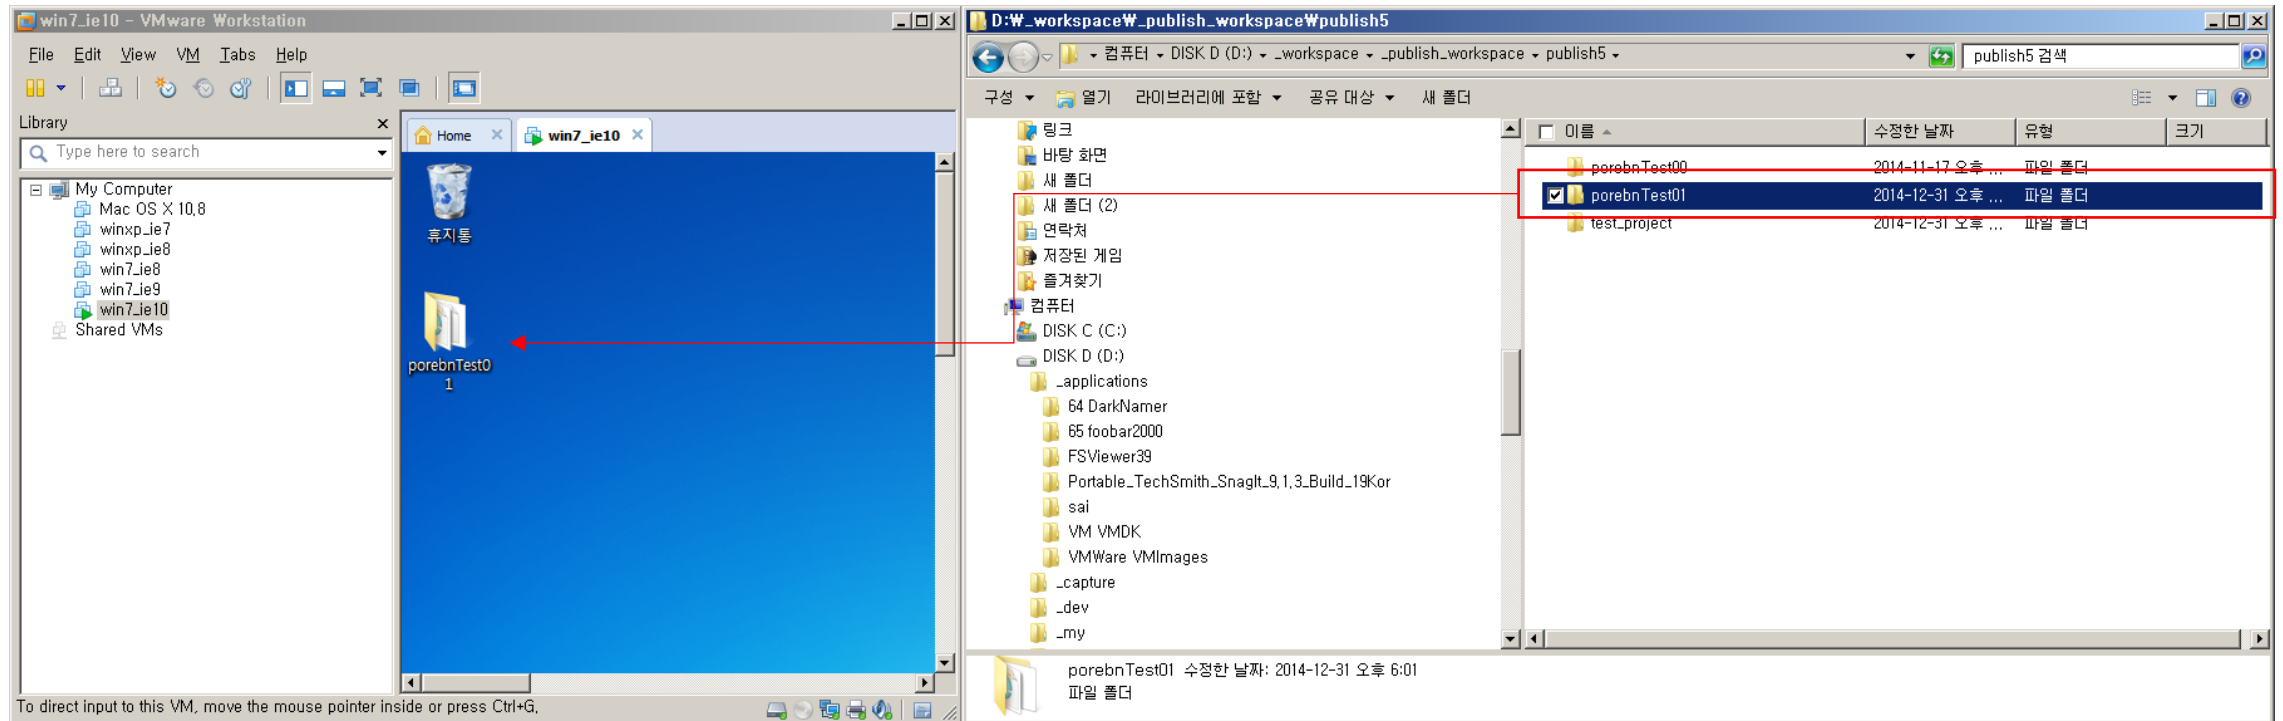 win7_ie10 - VMware Workstation
File Edit View VM Tabs Help
Library
Type here to search
My Computer
Mac OS X 10.8
winxp_ie7
winxp_ie8
win7_ie8
win7_ie9
win7_ie10
Shared VMs
Home
win7_ie10
휴지통
porebnTest0
1
To direct input to this VM, move the mouse pointer inside or press Ctrl+G.
D:₩_workspace₩_publish_workspace₩publish5
컴퓨터 DISK D (D:) _workspace _publish_workspace publish5
publish5 검색
구성 열기 라이브러리에 포함 공유 대상 새 폴더
링크
바탕 화면
새 폴더
새 폴더 (2)
연락처
저장된 게임
즐겨찾기
컴퓨터
DISK C (C:)
DISK D (D:)
_applications
64 DarkNamer
65 foobar2000
FSViewer39
Portable_TechSmith_SnagIt_9.1.3_Build_19Kor
sai
VM VMDK
VMWare VMImages
_capture
_dev
_my
이름 수정한 날짜 유형 크기
porebnTest00 2014-11-17 오후 ... 파일 폴더
porebnTest01 2014-12-31 오후 ... 파일 폴더
test_project 2014-12-31 오후 ... 파일 폴더
porebnTest01 수정한 날짜: 2014-12-31 오후 6:01
파일 폴더